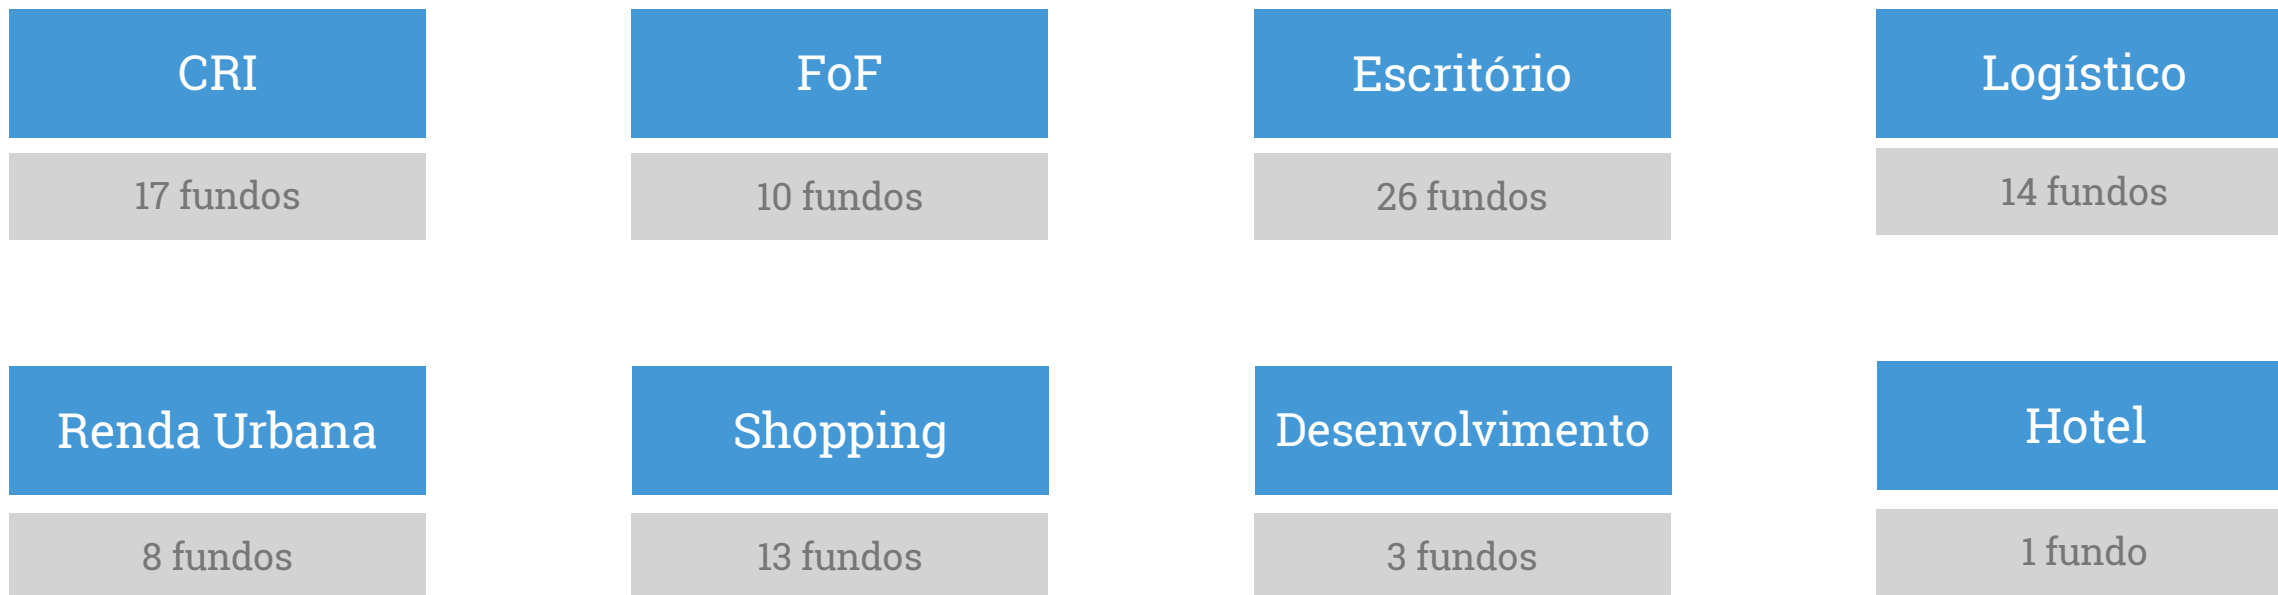 CRI
FoF
Escritório
Logístico
17 fundos
10 fundos
26 fundos
14 fundos
Renda Urbana
Shopping
Desenvolvimento
Hotel
8 fundos
13 fundos
3 fundos
1 fundo